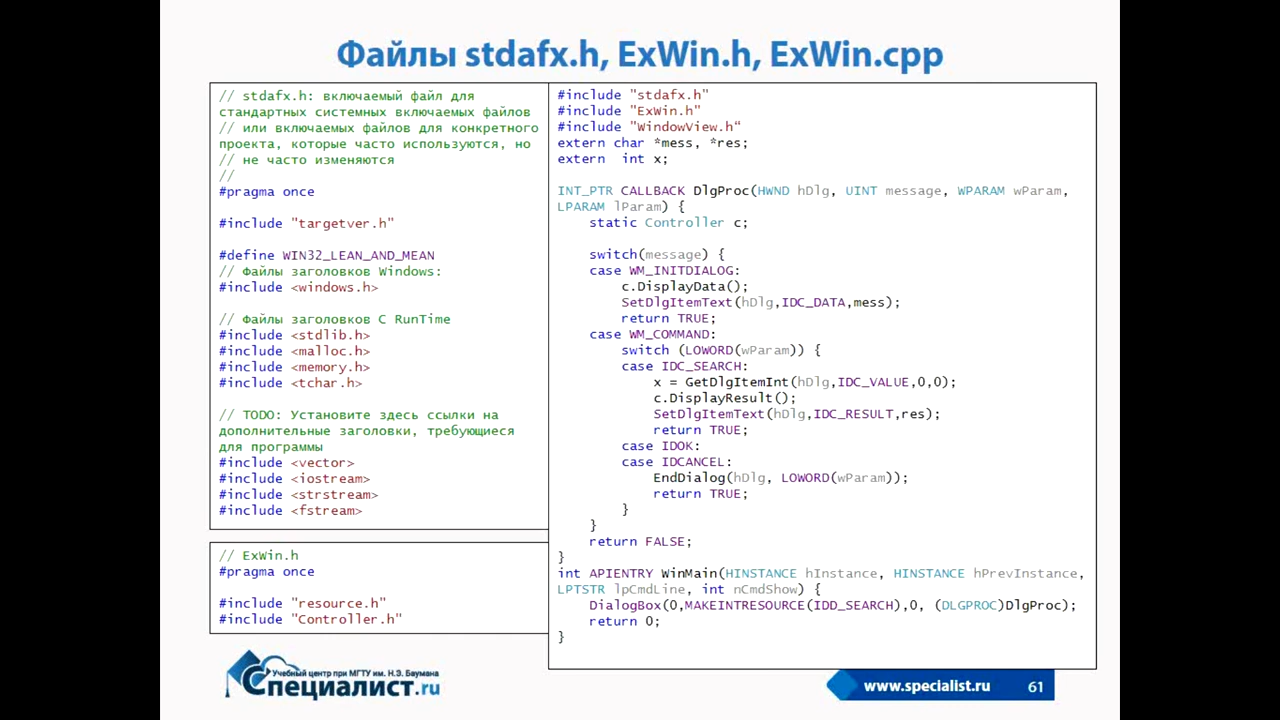 Файлы stdafx.h, ExWin.h, ExWin.cpp
// stdafx.h: включаемый файл для
стандартных системных включаемых файлов
// или включаемых файлов для конкретного
проекта, которые часто используются, но
// не часто изменяются
//
#pragma once
#include "targetver.h"
#define WIN32_LEAN_AND_MEAN
// Файлы заголовков Windows:
#include <windows.h>
// Файлы заголовков C RunTime
#include <stdlib.h>
#include <malloc.h>
#include <memory.h>
#include <tchar.h>
// TODO: Установите здесь ссылки на
дополнительные заголовки, требующиеся
для программы
#include <vector>
#include <iostream>
#include <strstream>
#include <fstream>
// ExWin.h
#pragma once
#include "resource.h"
#include "Controller.h"
#include "stdafx.h"
#include "ExWin.h"
#include "WindowView.h“
extern char *mess, *res;
extern  int x;
INT_PTR CALLBACK DlgProc(HWND hDlg, UINT message, WPARAM wParam,
LPARAM lParam) {
    static Controller c;
    switch(message) {
    case WM_INITDIALOG:
        c.DisplayData();
        SetDlgItemText(hDlg,IDC_DATA,mess);
        return TRUE;
    case WM_COMMAND:
        switch (LOWORD(wParam)) {
        case IDC_SEARCH:
            x = GetDlgItemInt(hDlg,IDC_VALUE,0,0);
            c.DisplayResult();
            SetDlgItemText(hDlg,IDC_RESULT,res);
            return TRUE;
        case IDOK:
        case IDCANCEL:
            EndDialog(hDlg, LOWORD(wParam));
            return TRUE;
        }
    }
    return FALSE;
}
int APIENTRY WinMain(HINSTANCE hInstance, HINSTANCE hPrevInstance,
LPTSTR lpCmdLine, int nCmdShow) {
    DialogBox(0,MAKEINTRESOURCE(IDD_SEARCH),0, (DLGPROC)DlgProc);
    return 0;
}
Учебный центр при МГТУ им. Н.Э. Баумана
Специалист.ru
www.specialist.ru
61